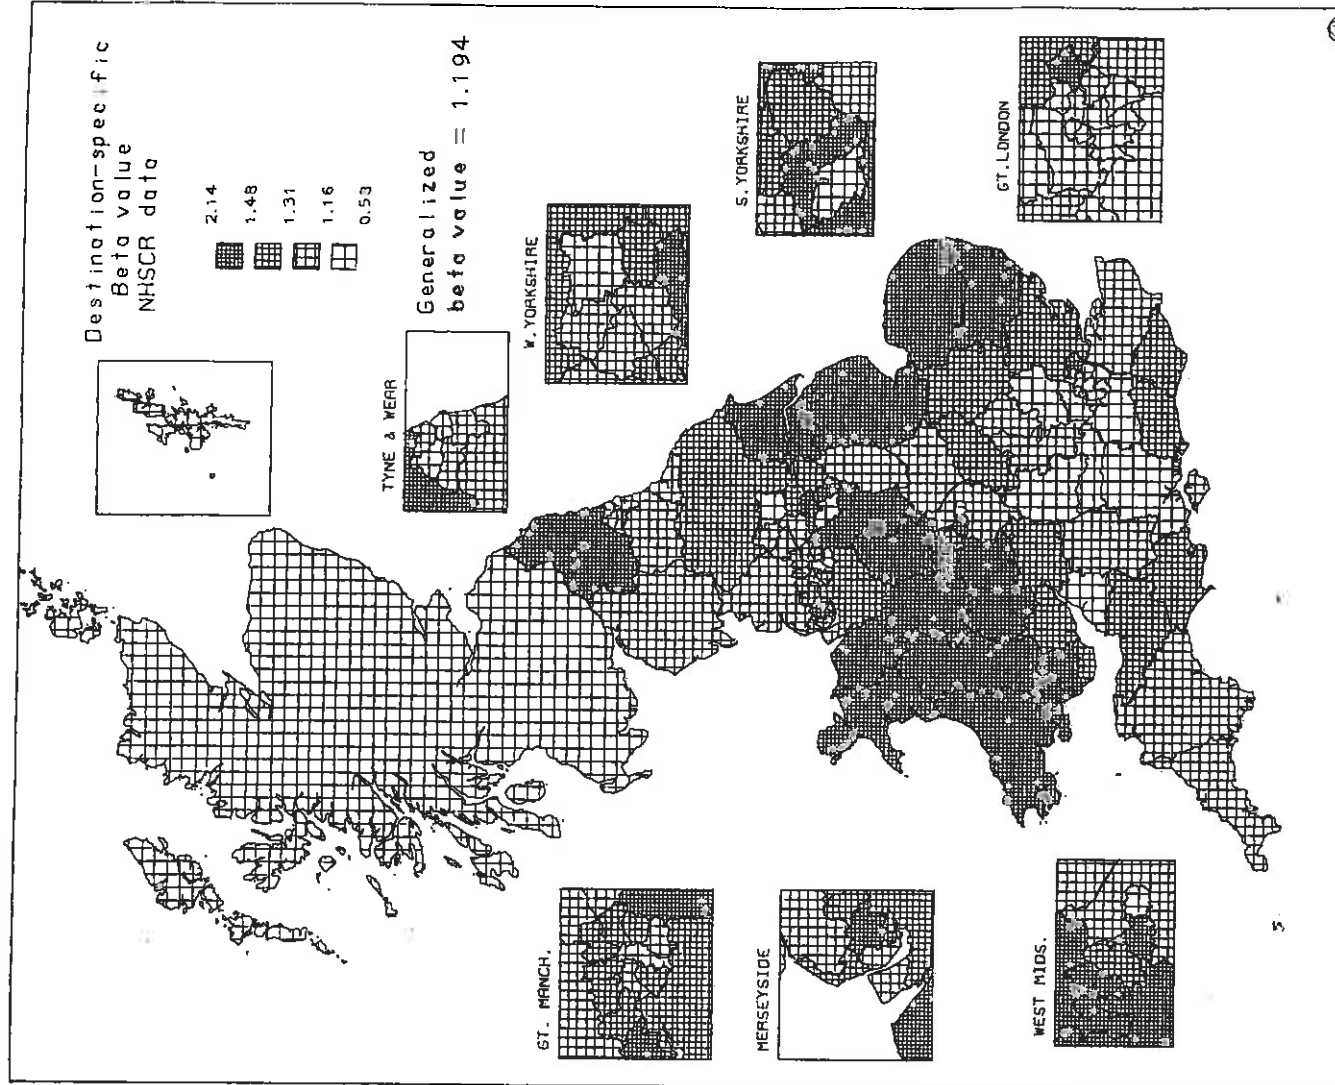 Destination-specific
Beta value
NHSCR data
2.14
1.48
1.31
1.16
0.53
Generalized
beta value = 1.194
TYNE & WEAR
W. YORKSHIRE
S. YORKSHIRE
GT. LONDON
GT. MANCH.
MERSEYSIDE
WEST MIDS.